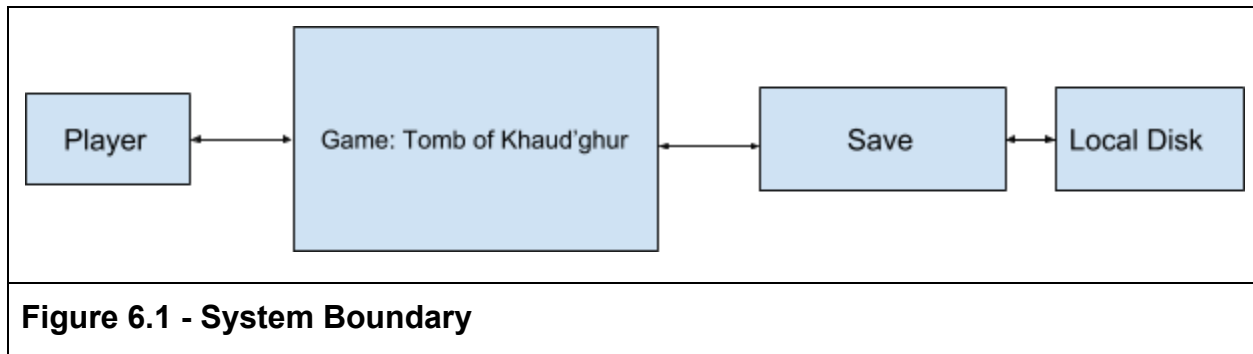 Player
Game: Tomb of Khaud'ghur
Save
Local Disk
Figure 6.1 - System Boundary